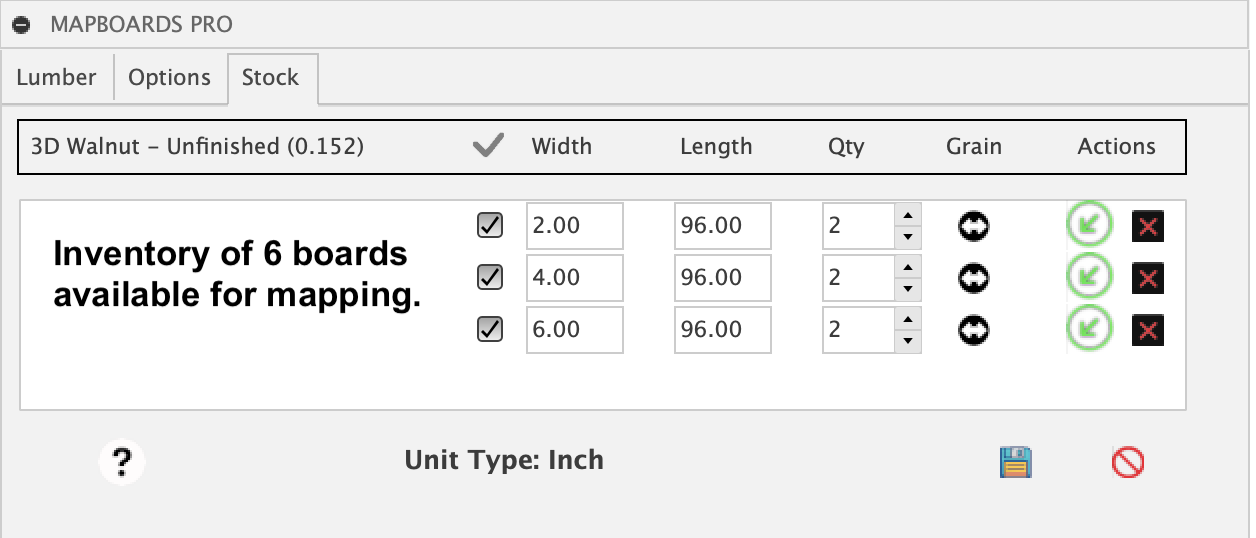 MAPBOARDS PRO
Lumber Options Stock
3D Walnut - Unfinished (0.152) Width Length Qty Grain Actions
2.00 96.00 2
Inventory of 6 boards
4.00 96.00 2
available for mapping.
6.00 96.00 2
? Unit Type: Inch